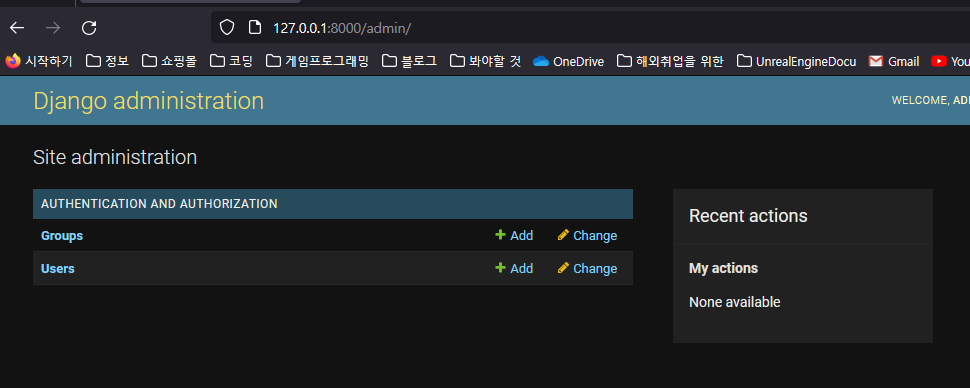 127.0.0.1:8000/admin/
시작하기 정보 쇼핑몰 코딩 게임프로그래밍 블로그 봐야할 것 OneDrive 해외취업을 위한 UnrealEngineDocu Gmail You
Django administration
WELCOME, AD
Site administration
AUTHENTICATION AND AUTHORIZATION
Groups Add Change
Users Add Change
Recent actions
My actions
None available